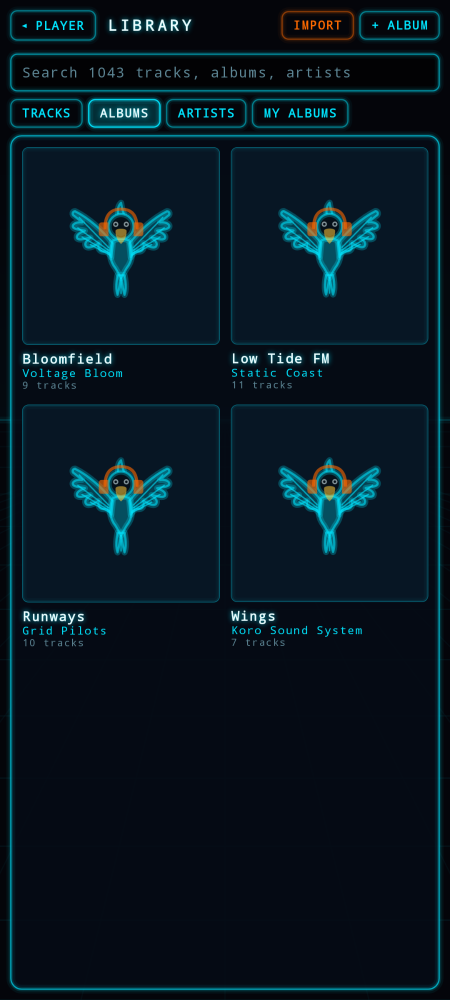 ◂ PLAYER
LIBRARY
IMPORT
+ ALBUM
Search 1043 tracks, albums, artists
TRACKS
ALBUMS
ARTISTS
MY ALBUMS
Bloomfield
Voltage Bloom
9 tracks
Low Tide FM
Static Coast
11 tracks
Runways
Grid Pilots
10 tracks
Wings
Koro Sound System
7 tracks